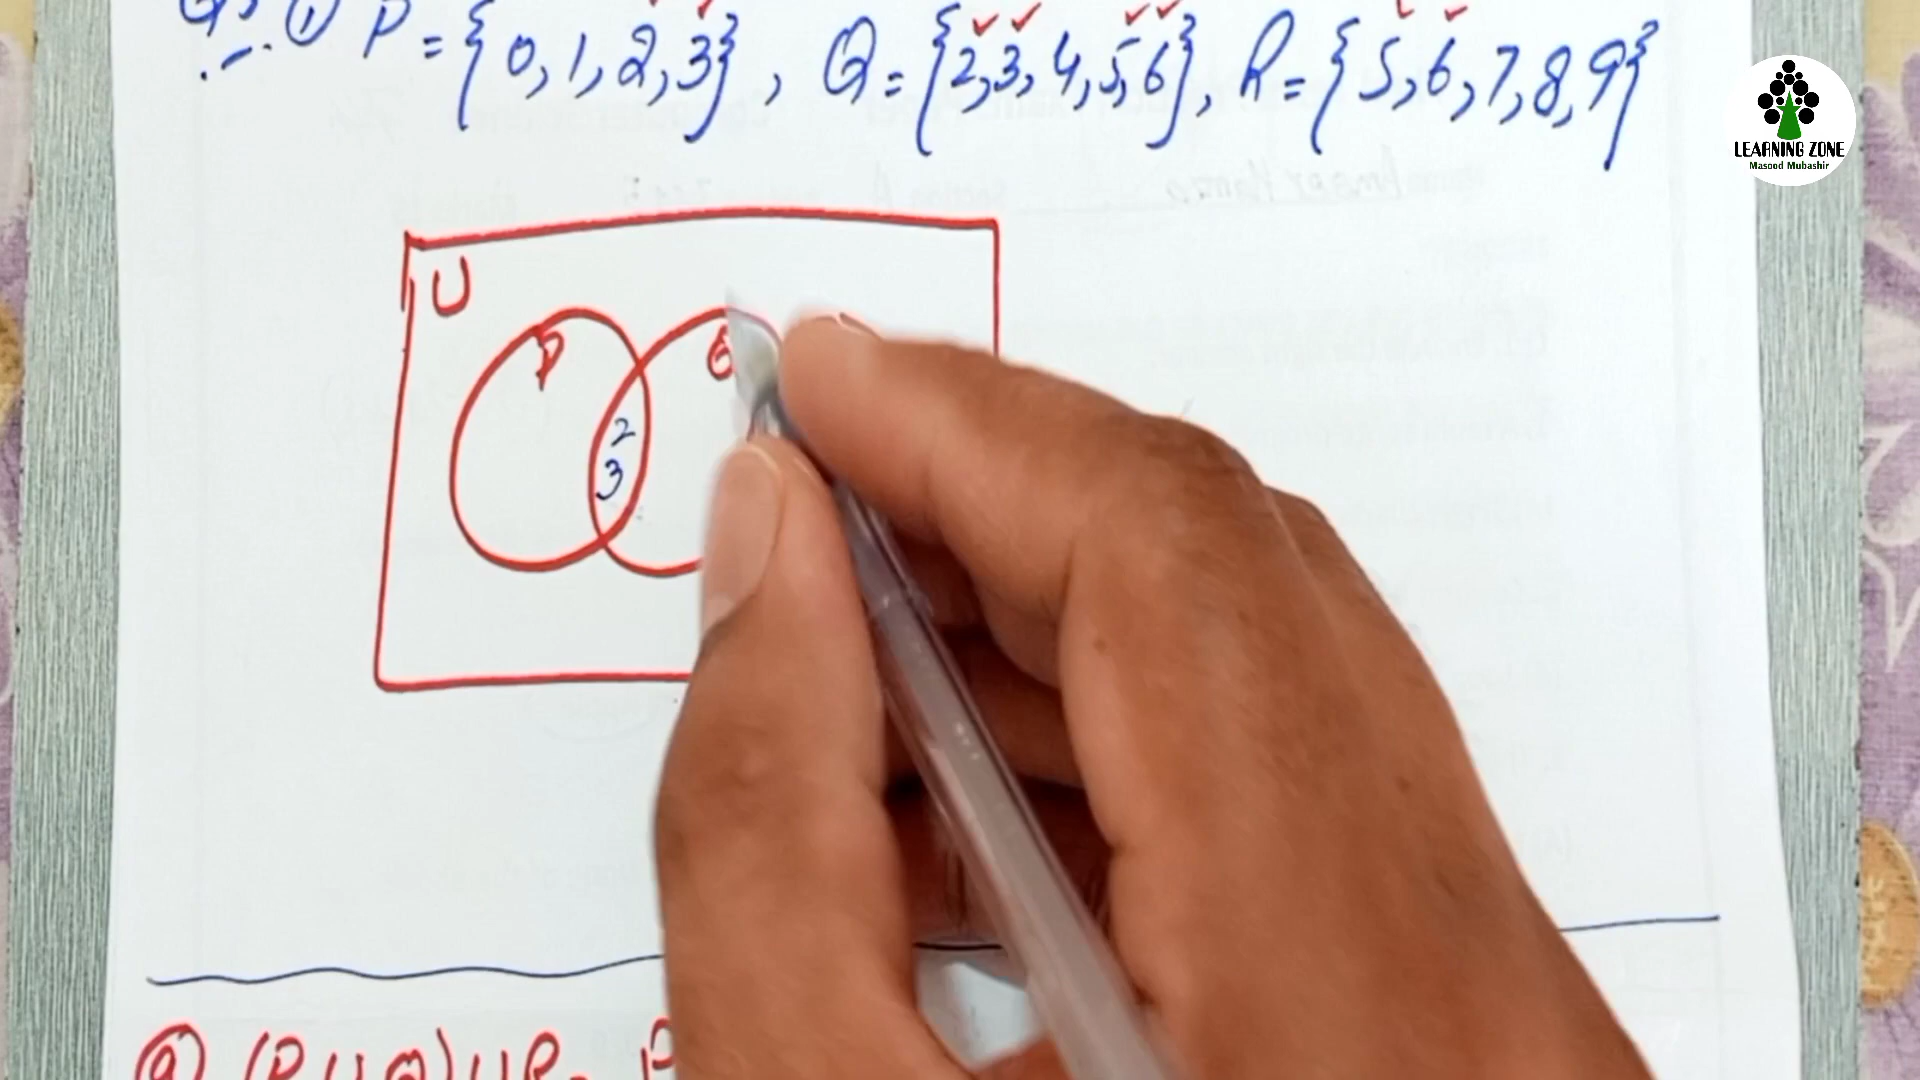 ① P = {0, 1, 2, 3}, Q = {2, 3, 4, 5, 6}, R = {5, 6, 7, 8, 9}
LEARNING ZONE
Masood Mubashir
U
P
Q
2
3
ⓐ (P ∪ Q) ∪ R = P